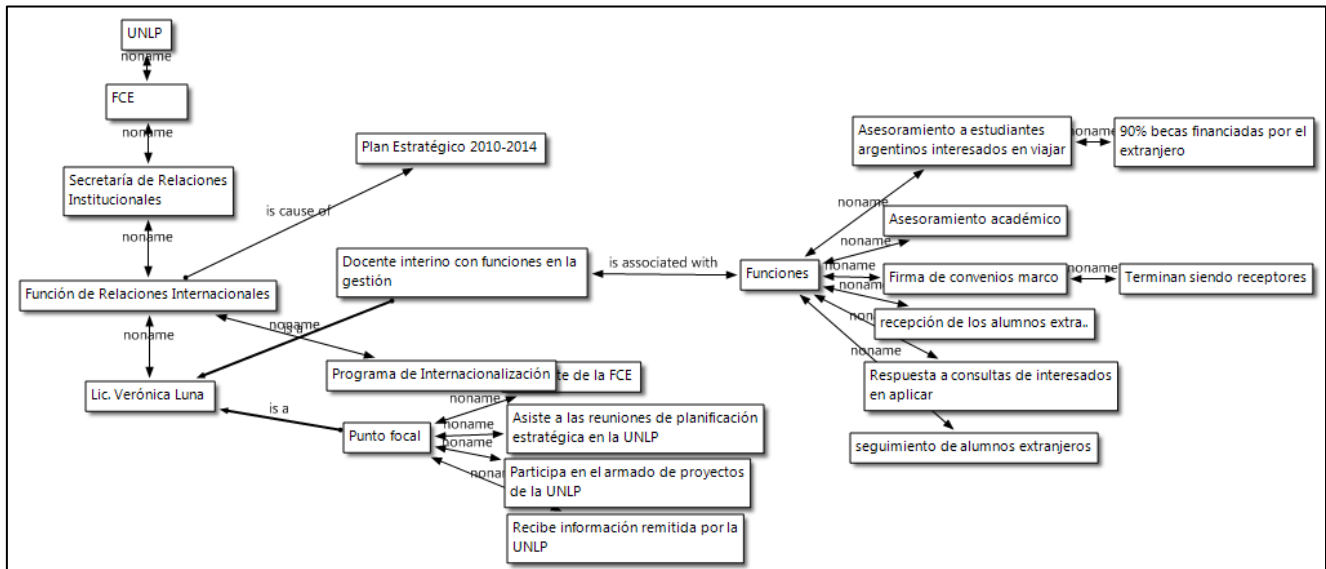 UNLP
noname
FCE
noname
Secretaría de Relaciones
Institucionales
noname
Función de Relaciones Internacionales
noname
Lic. Verónica Luna
Plan Estratégico 2010-2014
is cause of
Docente interino con funciones en la
gestión
is a
noname
Programa de Internacionalización
de la FCE
is a
Punto focal
noname
Asiste a las reuniones de planificación
estratégica en la UNLP
noname
noname
Participa en el armado de proyectos
de la UNLP
Recibe información remitida por la
UNLP
is associated with
Funciones
noname
Asesoramiento a estudiantes
argentinos interesados en viajar
noname
90% becas financiadas por el
extranjero
noname
Asesoramiento académico
noname
Firma de convenios marco
noname
Terminan siendo receptores
noname
recepción de los alumnos extra..
Respuesta a consultas de interesados
en aplicar
noname
seguimiento de alumnos extranjeros